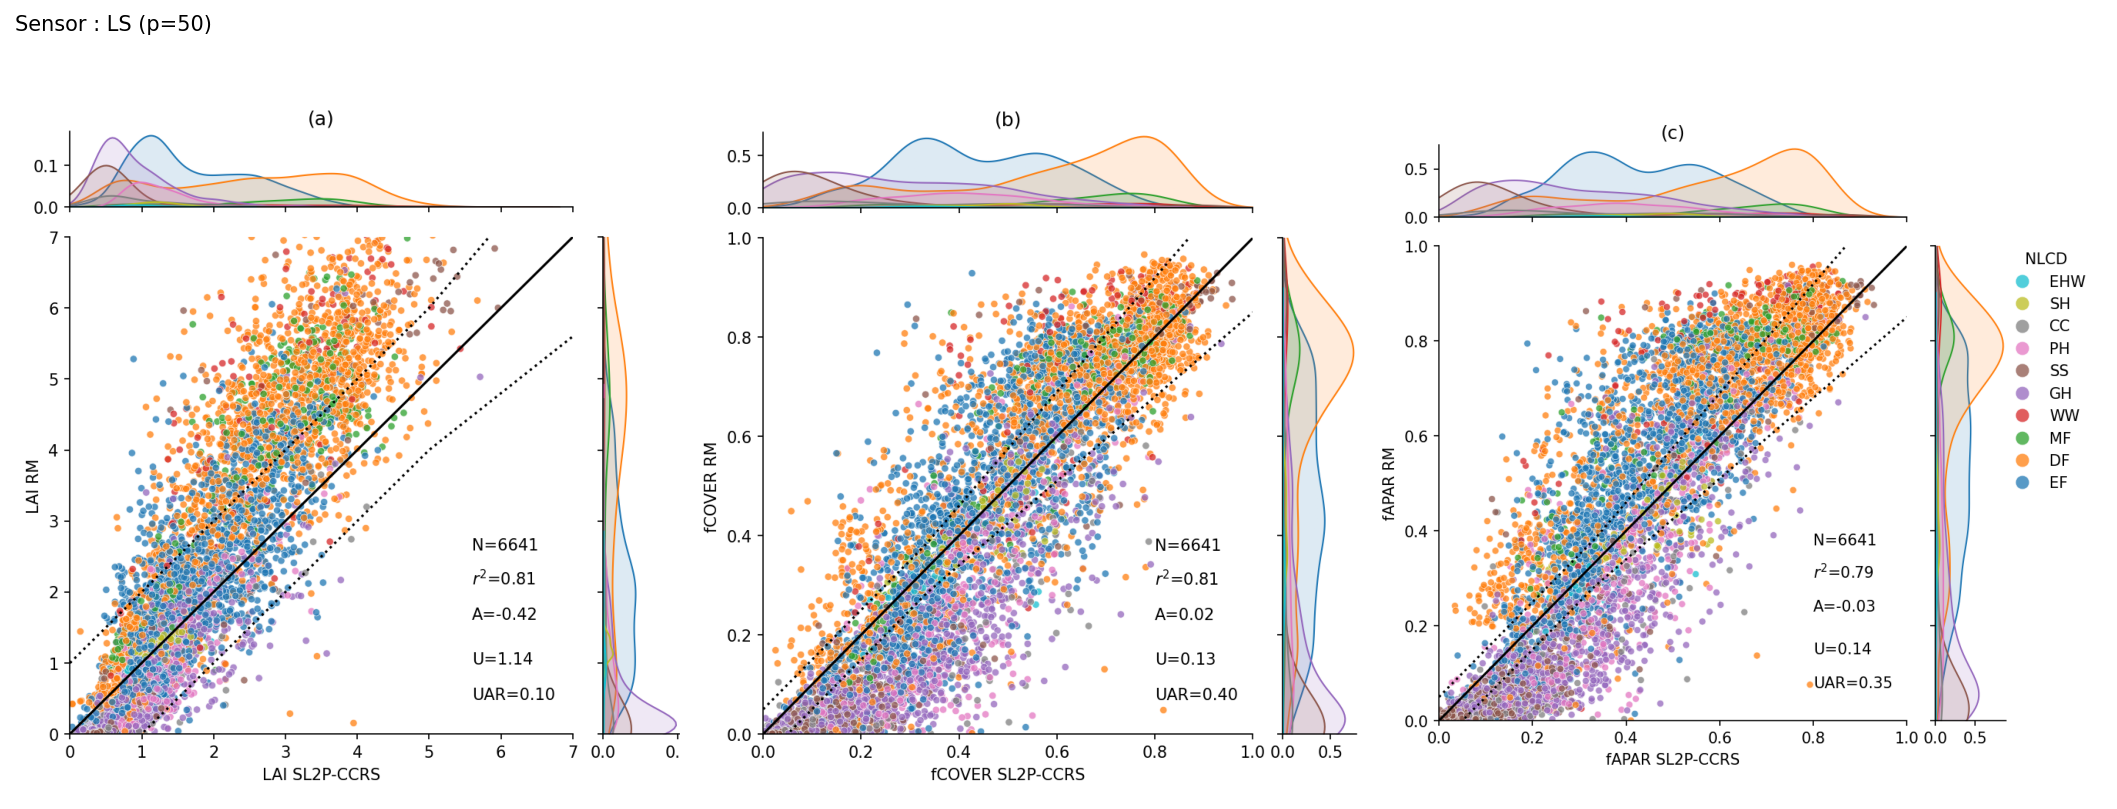 Sensor : LS (p=50)
(a)
0.1
0.0
LAI RM
7
6
5
4
3
2
1
0
0 1 2 3 4 5 6 7
LAI SL2P-CCRS
N=6641
r²=0.81
A=-0.42
U=1.14
UAR=0.10
0.0 0.
(b)
0.5
0.0
fCOVER RM
1.0
0.8
0.6
0.4
0.2
0.0
0.0 0.2 0.4 0.6 0.8 1.0
fCOVER SL2P-CCRS
N=6641
r²=0.81
A=0.02
U=0.13
UAR=0.40
0.0 0.5
(c)
0.5
0.0
fAPAR RM
1.0
0.8
0.6
0.4
0.2
0.0
0.0 0.2 0.4 0.6 0.8 1.0
fAPAR SL2P-CCRS
N=6641
r²=0.79
A=-0.03
U=0.14
UAR=0.35
0.0 0.5
NLCD
EHW
SH
CC
PH
SS
GH
WW
MF
DF
EF